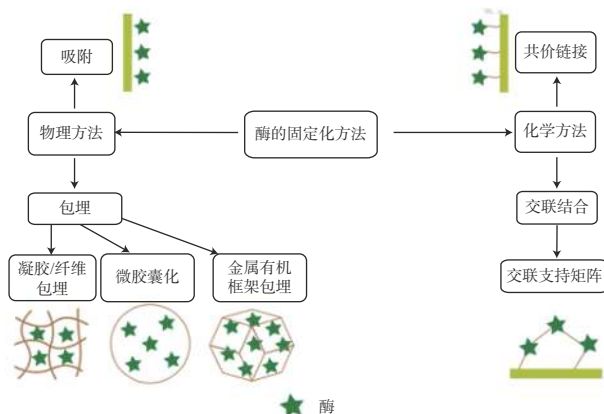 吸附
共价链接
物理方法
酶的固定化方法
化学方法
包埋
交联结合
凝胶/纤维
包埋
微胶囊化
金属有机
框架包埋
交联支持矩阵
酶